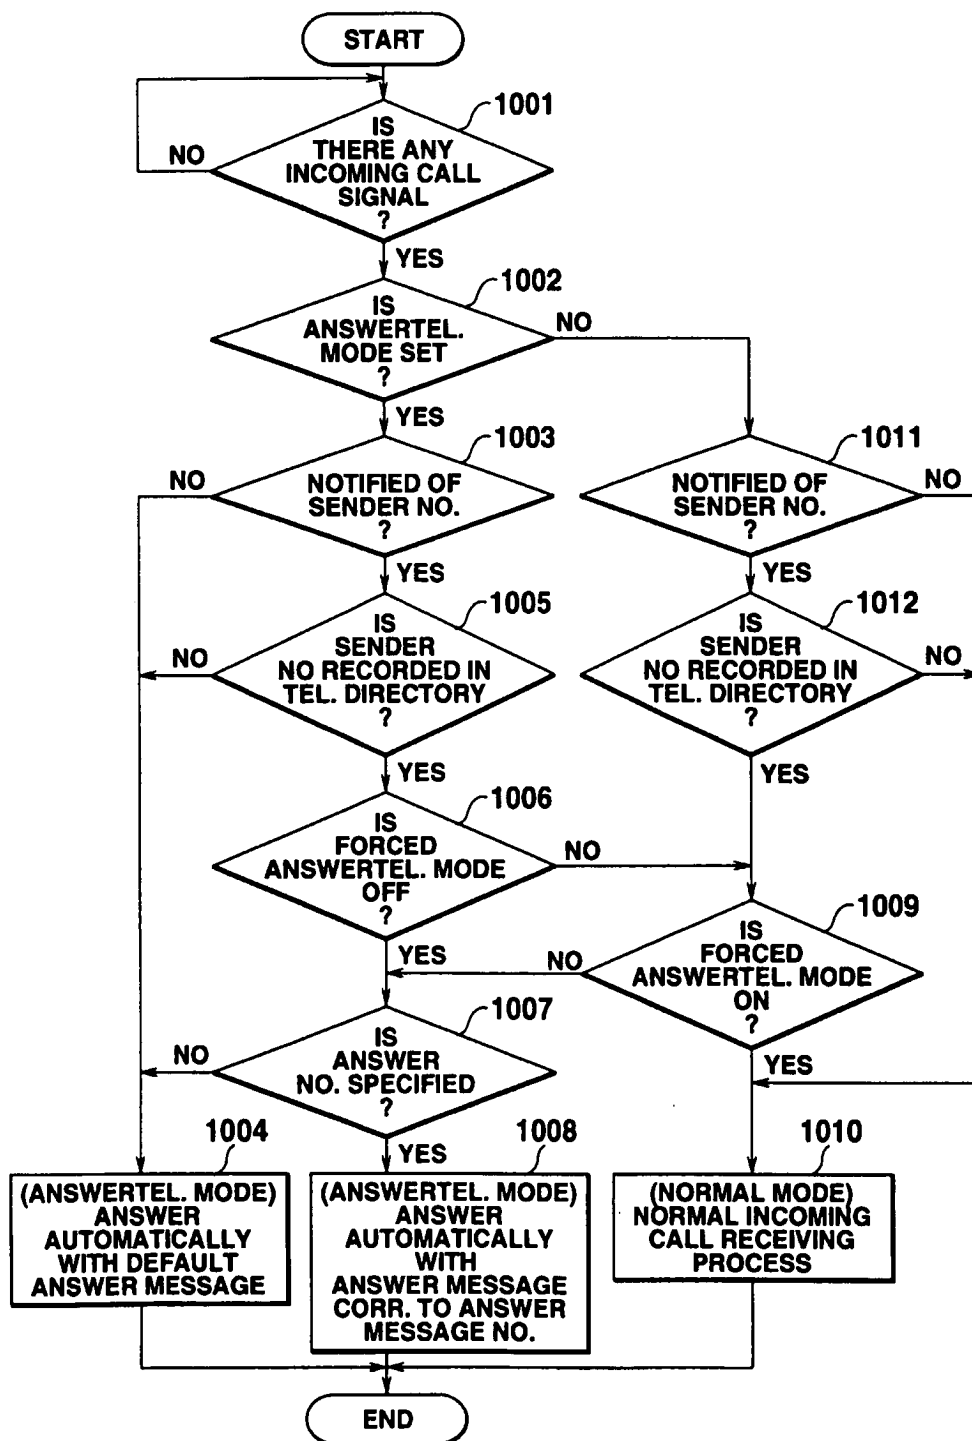 START
1001
IS
THERE ANY
INCOMING CALL
SIGNAL
?
NO
YES
1002
IS
ANSWERTEL.
MODE SET
?
NO
YES
1003
NOTIFIED OF
SENDER NO.
?
NO
YES
1011
NOTIFIED OF
SENDER NO.
?
NO
YES
1005
IS
SENDER
NO RECORDED IN
TEL. DIRECTORY
?
NO
YES
1012
IS
SENDER
NO RECORDED IN
TEL. DIRECTORY
?
NO
YES
1006
IS
FORCED
ANSWERTEL. MODE
OFF
?
NO
YES
1009
IS
FORCED
ANSWERTEL. MODE
ON
?
NO
YES
1007
IS
ANSWER
NO. SPECIFIED
?
NO
YES
1004
(ANSWERTEL. MODE)
ANSWER
AUTOMATICALLY
WITH DEFAULT
ANSWER MESSAGE
1008
(ANSWERTEL. MODE)
ANSWER
AUTOMATICALLY
WITH
ANSWER MESSAGE
CORR. TO ANSWER
MESSAGE NO.
1010
(NORMAL MODE)
NORMAL INCOMING
CALL RECEIVING
PROCESS
END